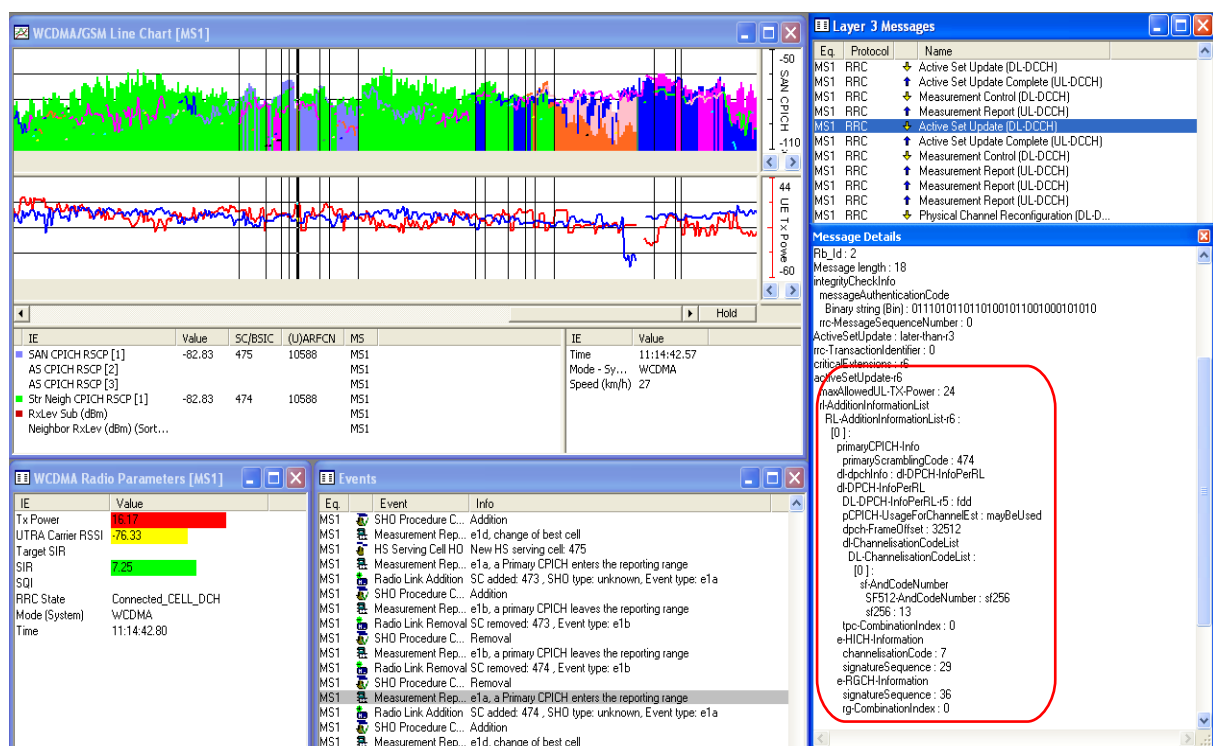 WCDMA/GSM Line Chart [MS1]
-50
SAN CPICH
-110
44
UE Tx Powe
-60
Hold
IE Value SC/BSIC (U)ARFCN MS
SAN CPICH RSCP [1] -82.83 475 10588 MS1
AS CPICH RSCP [2] MS1
AS CPICH RSCP [3] MS1
Str Neigh CPICH RSCP [1] -82.83 474 10588 MS1
RxLev Sub (dBm) MS1
Neighbor RxLev (dBm) (Sort... MS1
IE Value
Time 11:14:42.57
Mode - Sy... WCDMA
Speed (km/h) 27
WCDMA Radio Parameters [MS1]
IE Value
Tx Power 16.17
UTRA Carrier RSSI -76.33
Target SIR
SIR 7.25
SQI
RRC State Connected_CELL_DCH
Mode (System) WCDMA
Time 11:14:42.80
Events
Eq. Event Info
MS1 SHO Procedure C... Addition
MS1 Measurement Rep... e1d, change of best cell
MS1 HS Serving Cell HO New HS serving cell: 475
MS1 Measurement Rep... e1a, a Primary CPICH enters the reporting range
MS1 Radio Link Addition SC added: 473 , SHO type: unknown, Event type: e1a
MS1 SHO Procedure C... Addition
MS1 Measurement Rep... e1b, a primary CPICH leaves the reporting range
MS1 Radio Link Removal SC removed: 473 , Event type: e1b
MS1 SHO Procedure C... Removal
MS1 Measurement Rep... e1b, a primary CPICH leaves the reporting range
MS1 Radio Link Removal SC removed: 474 , Event type: e1b
MS1 SHO Procedure C... Removal
MS1 Measurement Rep... e1a, a Primary CPICH enters the reporting range
MS1 Radio Link Addition SC added: 474 , SHO type: unknown, Event type: e1a
MS1 SHO Procedure C... Addition
MS1 Measurement Rep... e1d, change of best cell
Layer 3 Messages
Eq. Protocol Name
MS1 RRC Active Set Update (DL-DCCH)
MS1 RRC Active Set Update Complete (UL-DCCH)
MS1 RRC Measurement Control (DL-DCCH)
MS1 RRC Measurement Report (UL-DCCH)
MS1 RRC Active Set Update (DL-DCCH)
MS1 RRC Active Set Update Complete (UL-DCCH)
MS1 RRC Measurement Control (DL-DCCH)
MS1 RRC Measurement Report (UL-DCCH)
MS1 RRC Measurement Report (UL-DCCH)
MS1 RRC Measurement Report (UL-DCCH)
MS1 RRC Physical Channel Reconfiguration (DL-D...
Message Details
Rb_Id : 2
Message length : 18
integrityCheckInfo
messageAuthenticationCode
Binary string (Bin) : 01110101101101001011001000101010
rrc-MessageSequenceNumber : 0
ActiveSetUpdate : later-than-r3
rrc-TransactionIdentifier : 0
criticalExtensions : r6
activeSetUpdate-r6
maxAllowedUL-TX-Power : 24
rl-AdditionInformationList
RL-AdditionInformationList-r6 :
[0 ] :
primaryCPICH-Info
primaryScramblingCode : 474
dl-dpchInfo : dl-DPCH-InfoPerRL
dl-DPCH-InfoPerRL
DL-DPCH-InfoPerRL-r5 : fdd
pCPICH-UsageForChannelEst : mayBeUsed
dpch-FrameOffset : 32512
dl-ChannelisationCodeList
DL-ChannelisationCodeList :
[0 ] :
sf-AndCodeNumber
SF512-AndCodeNumber : sf256
sf256 : 13
tpc-CombinationIndex : 0
e-HICH-Information
channelisationCode : 7
signatureSequence : 29
e-RGCH-Information
signatureSequence : 36
rg-CombinationIndex : 0